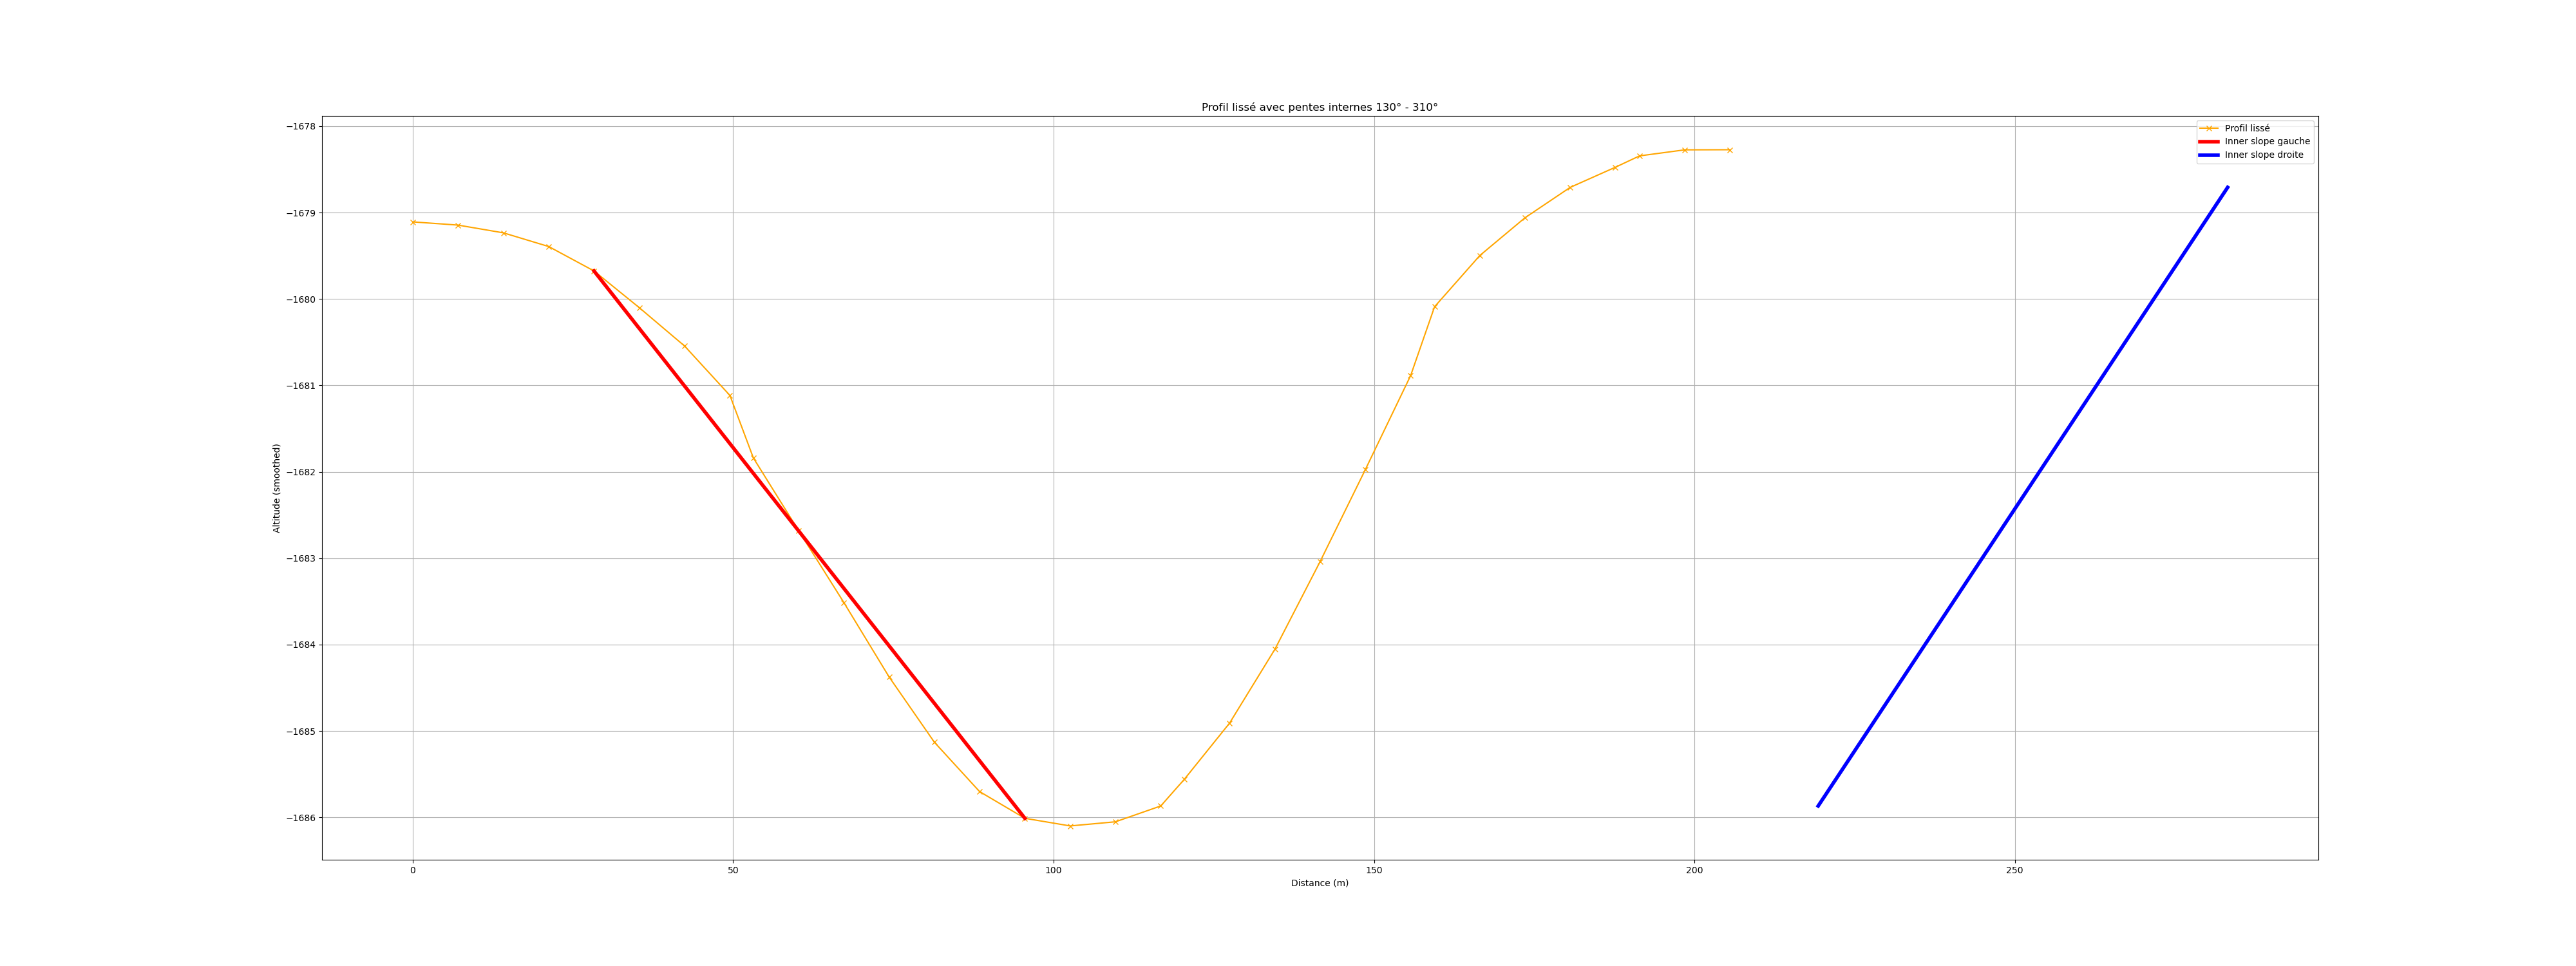 Profil lissé avec pentes internes 130° - 310°
Profil lissé
Inner slope gauche
Inner slope droite
−1678
−1679
−1680
−1681
−1682
−1683
−1684
−1685
−1686
Altitude (smoothed)
0
50
100
150
200
250
Distance (m)